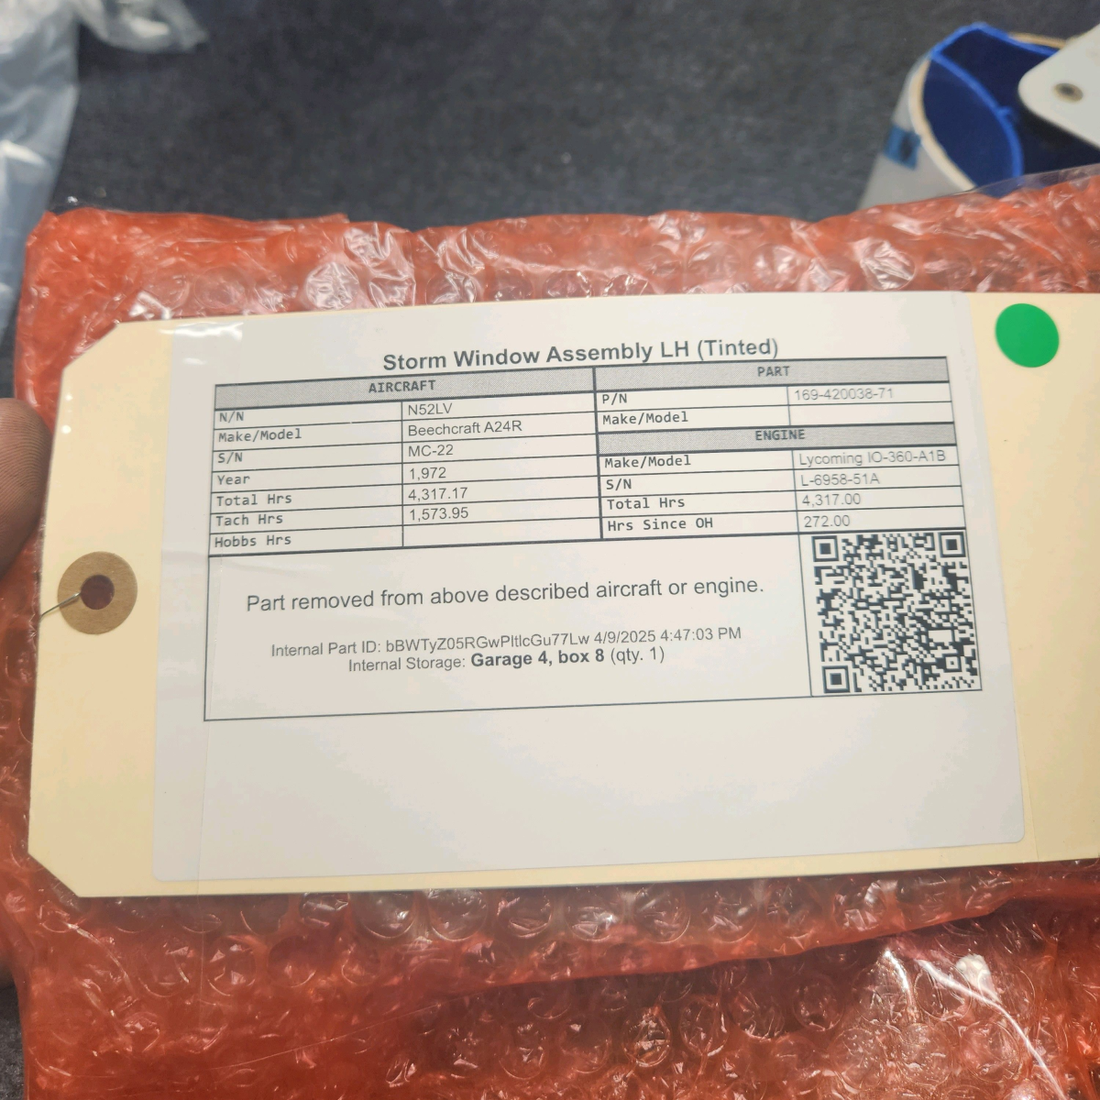 Storm Window Assembly LH (Tinted)
AIRCRAFT
N/N N52LV
Make/Model Beechcraft A24R
S/N MC-22
Year 1,972
Total Hrs 4,317.17
Tach Hrs 1,573.95
Hobbs Hrs
PART
P/N 169-420038-71
Make/Model
ENGINE
Make/Model Lycoming IO-360-A1B
S/N L-6958-51A
Total Hrs 4,317.00
Hrs Since OH 272.00
Part removed from above described aircraft or engine.
Internal Part ID: bBWTyZ05RGwPltlcGu77Lw 4/9/2025 4:47:03 PM
Internal Storage: Garage 4, box 8 (qty. 1)